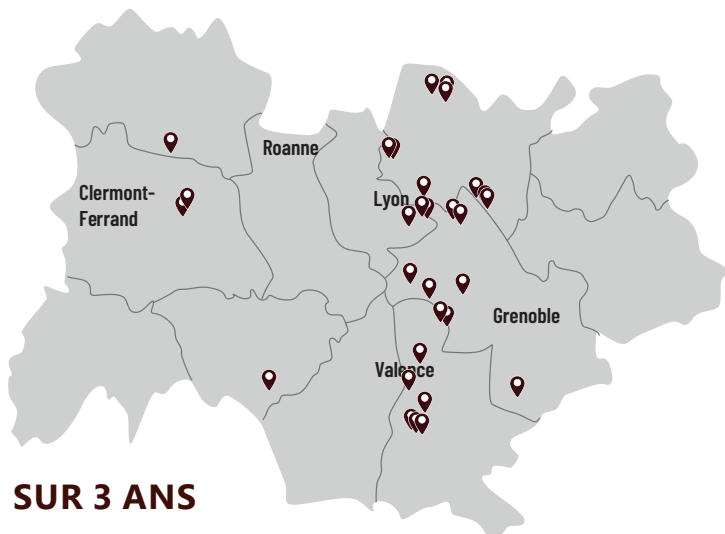 Roanne
Clermont-
Ferrand
Lyon
Grenoble
Valence
SUR 3 ANS